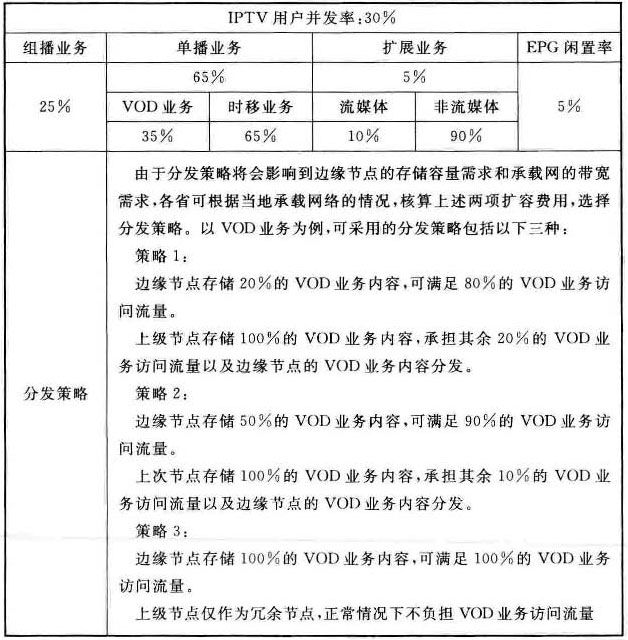 IPTV 用户并发率:30%
组播业务 单播业务 扩展业务 EPG 闲置率
25% 65% 5% 5%
VOD 业务 时移业务 流媒体 非流媒体
35% 65% 10% 90%
分发策略
由于分发策略将会影响到边缘节点的存储容量需求和承载网的带宽
需求,各省可根据当地承载网络的情况,核算上述两项扩容费用,选择
分发策略。以 VOD 业务为例,可采用的分发策略包括以下三种:
策略 1:
边缘节点存储 20%的 VOD 业务内容,可满足 80%的 VOD 业务访
问流量。
上级节点存储 100%的 VOD 业务内容,承担其余 20%的 VOD 业
务访问流量以及边缘节点的 VOD 业务内容分发。
策略 2:
边缘节点存储 50%的 VOD 业务内容,可满足 90%的 VOD 业务访
问流量。
上次节点存储 100%的 VOD 业务内容,承担其余 10%的 VOD 业
务访问流量以及边缘节点的 VOD 业务内容分发。
策略 3:
边缘节点存储 100%的 VOD 业务内容,可满足 100%的 VOD 业务
访问流量。
上级节点仅作为冗余节点,正常情况下不负担 VOD 业务访问流量